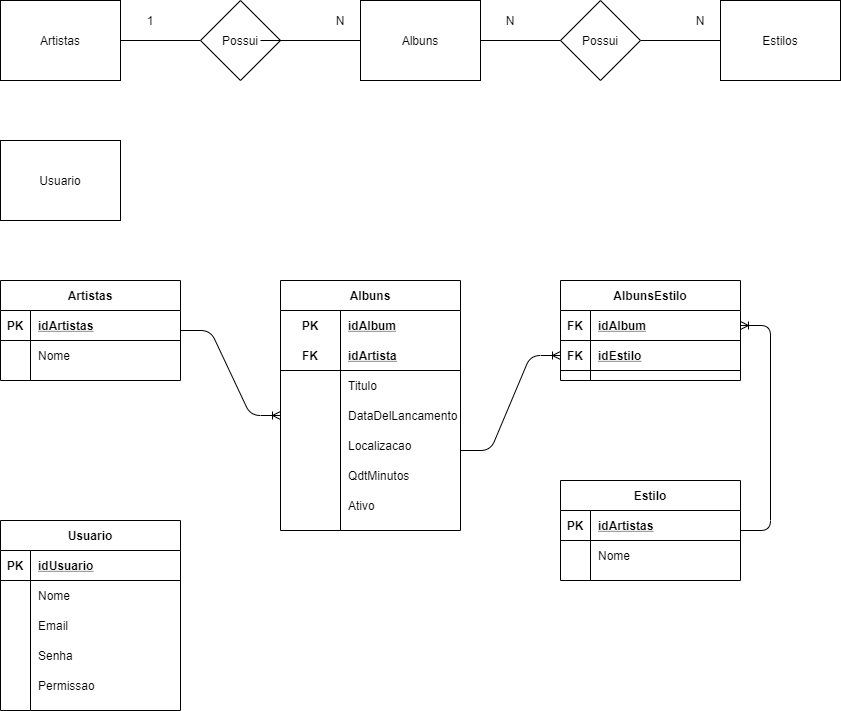 Artistas
1
Possui
N
Albuns
N
Possui
N
Estilos
Usuario
Artistas
PK idArtistas
Nome
Albuns
PK idAlbum
FK idArtista
Titulo
DataDelLancamento
Localizacao
QdtMinutos
Ativo
AlbunsEstilo
FK idAlbum
FK idEstilo
Estilo
PK idArtistas
Nome
Usuario
PK idUsuario
Nome
Email
Senha
Permissao